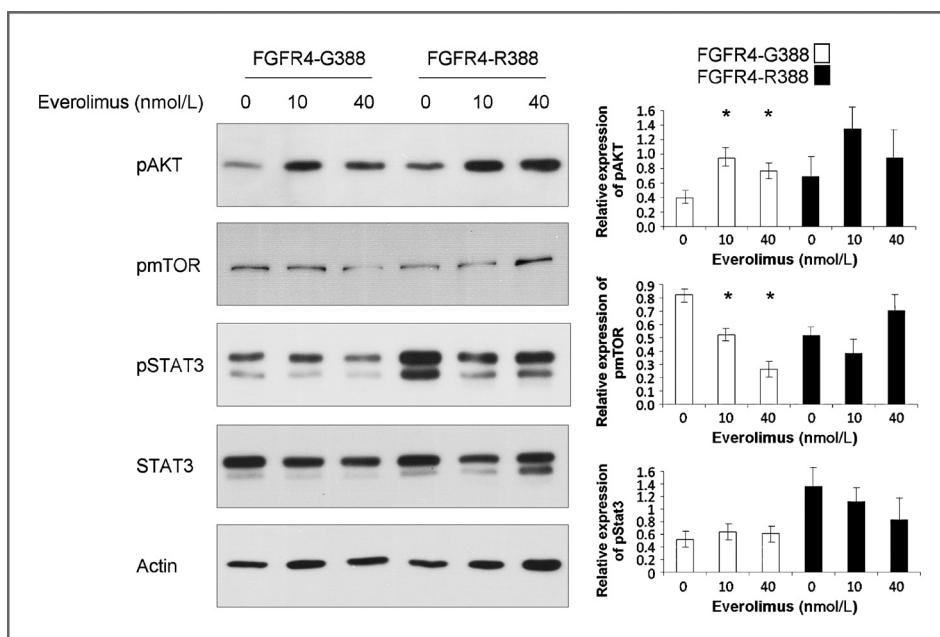 FGFR4-G388 FGFR4-R388
Everolimus (nmol/L) 0 10 40 0 10 40
pAKT
pmTOR
pSTAT3
STAT3
Actin
FGFR4-G388
FGFR4-R388
Relative expression
of pAKT
1.6
1.4
1.2
1.0
0.8
0.6
0.4
0.2
0.0
* *
0 10 40 0 10 40
Everolimus (nmol/L)
Relative expression of
pmTOR
0.9
0.8
0.7
0.6
0.5
0.4
0.3
0.2
0.1
0.0
* *
0 10 40 0 10 40
Everolimus (nmol/L)
Relative expression
of pStat3
1.6
1.4
1.2
1
0.8
0.6
0.4
0.2
0
0 10 40 0 10 40
Everolimus (nmol/L)